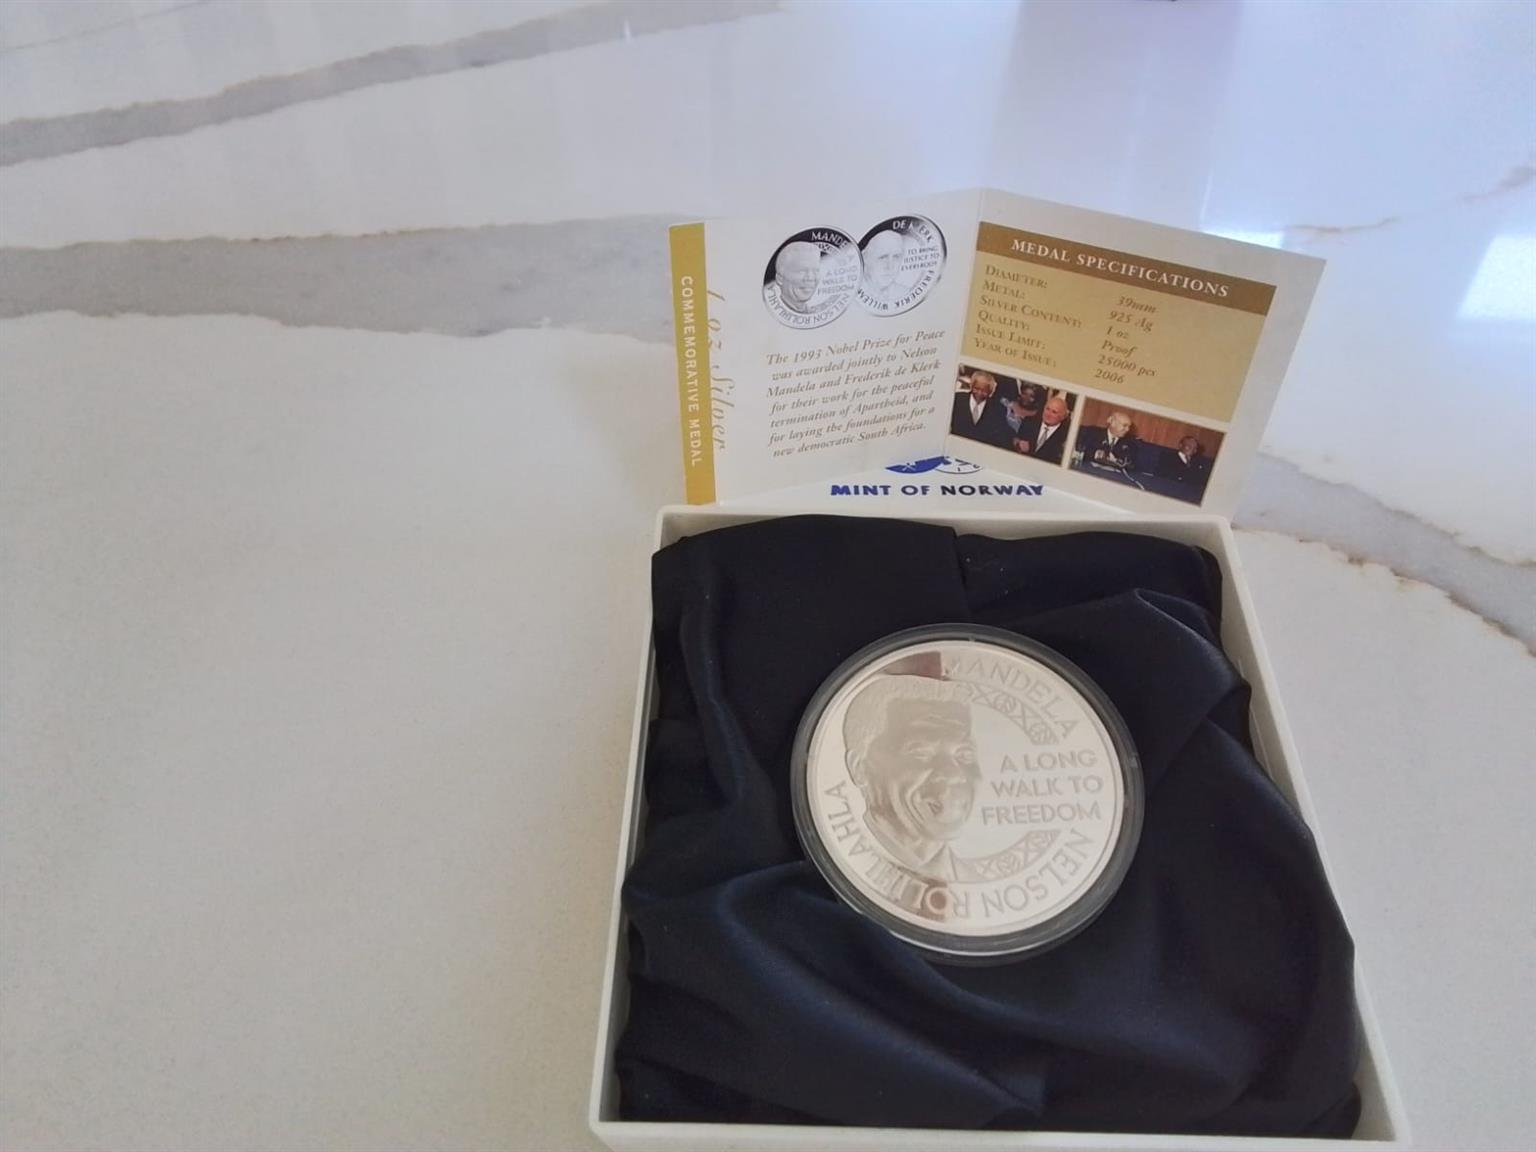 COMMEMORATIVE MEDAL
Silver
MANDELA
A LONG
WALK TO
FREEDOM
NELSON ROLIHLAHLA
DE KLERK
TO BRING
JUSTICE TO
EVERYBODY
FREDERIK WILLEM
The 1993 Nobel Prize for Peace
was awarded jointly to Nelson
Mandela and Frederik de Klerk
for their work for the peaceful
termination of Apartheid, and
for laying the foundations for a
new democratic South Africa.
MEDAL SPECIFICATIONS
DIAMETER: 39mm
METAL: 925 Ag
SILVER CONTENT: 1 oz
QUALITY: Proof
ISSUE LIMIT: 25000 pcs
YEAR OF ISSUE: 2006
MINT OF NORWAY
MANDELA
A LONG
WALK TO
FREEDOM
NELSON ROLIHLAHLA